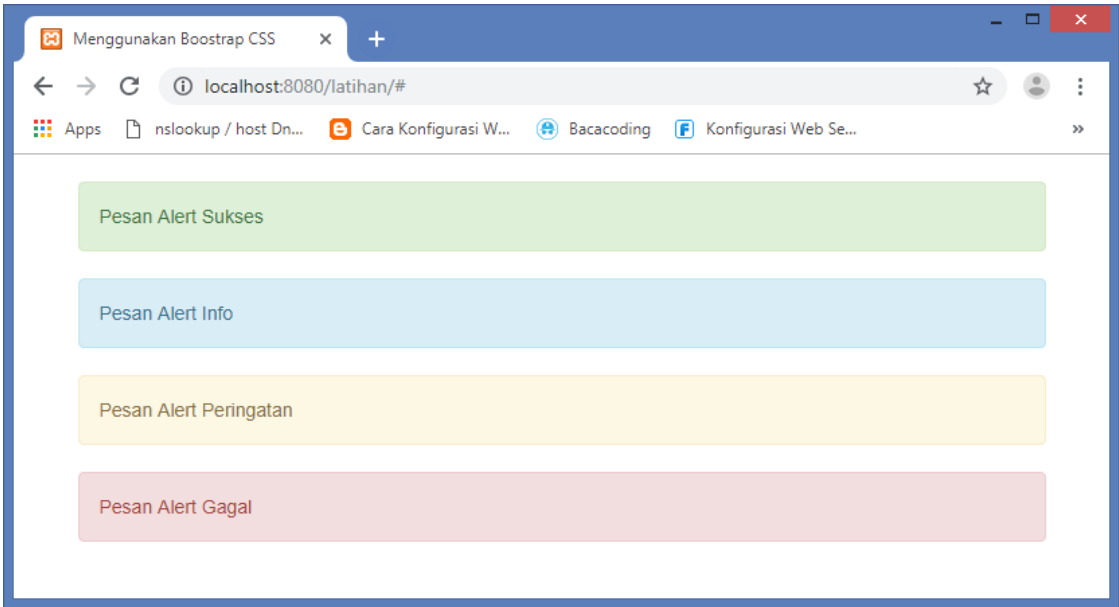 Menggunakan Boostrap CSS
localhost:8080/latihan/#
Apps nslookup / host Dn... Cara Konfigurasi W... Bacacoding Konfigurasi Web Se... »
Pesan Alert Sukses
Pesan Alert Info
Pesan Alert Peringatan
Pesan Alert Gagal